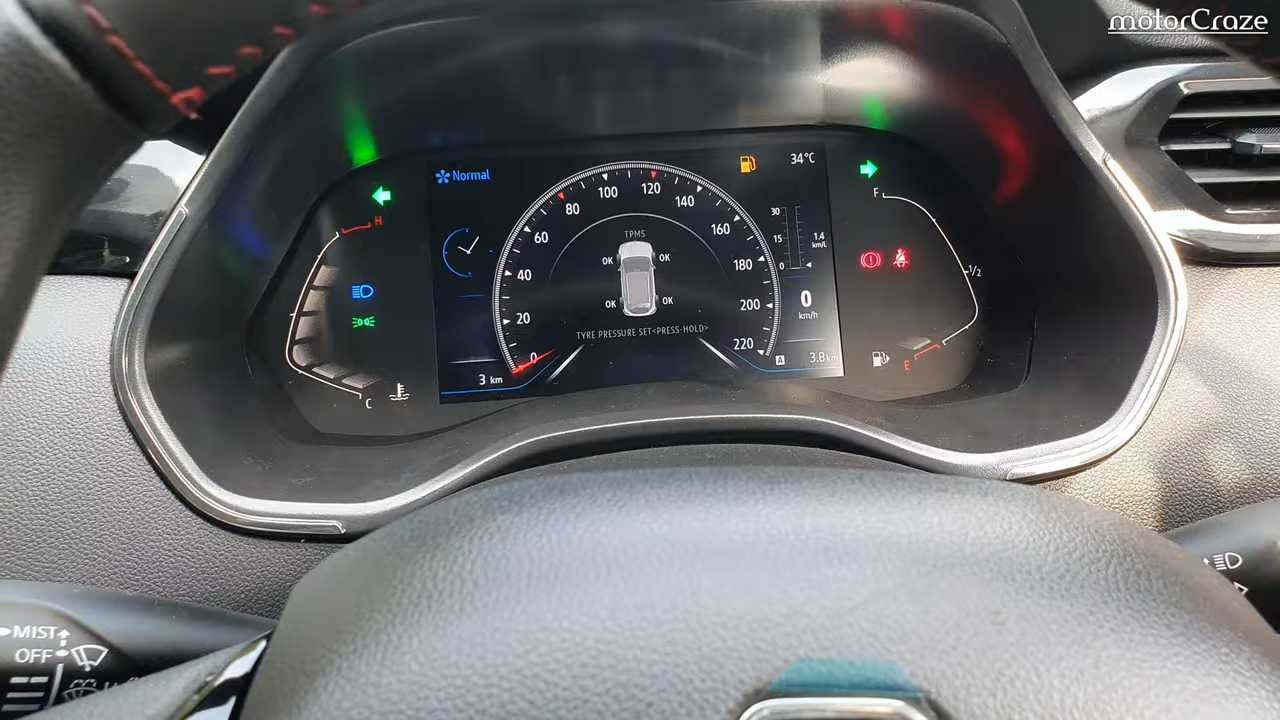 motorCraze
Normal
34°C
H
F
TPMS
OK OK
OK OK
TYRE PRESSURE SET<PRESS-HOLD>
0
20
40
60
80
100
120
140
160
180
200
220
30
15
0
1.4
km/L
0
km/h
1/2
3 km
A 3.8km
C
E
MIST
OFF